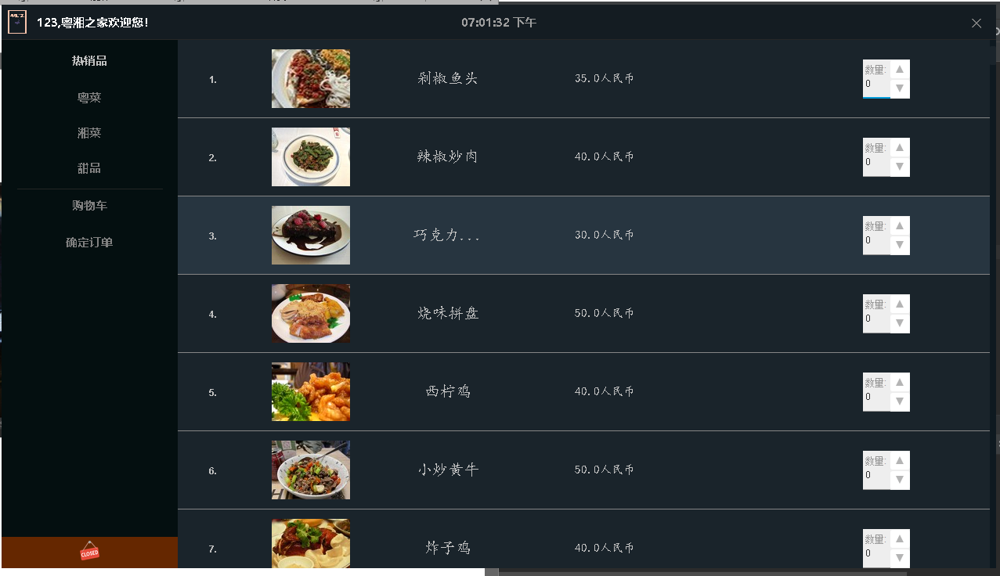 123,粤湘之家欢迎您!
07:01:32 下午
热销品
粤菜
湘菜
甜品
购物车
确定订单
CLOSED
1. 剁椒鱼头 35.0人民币 数量:
0
2. 辣椒炒肉 40.0人民币 数量:
0
3. 巧克力... 30.0人民币 数量:
0
4. 烧味拼盘 50.0人民币 数量:
0
5. 西柠鸡 40.0人民币 数量:
0
6. 小炒黄牛 50.0人民币 数量:
0
7. 炸子鸡 40.0人民币 数量:
0